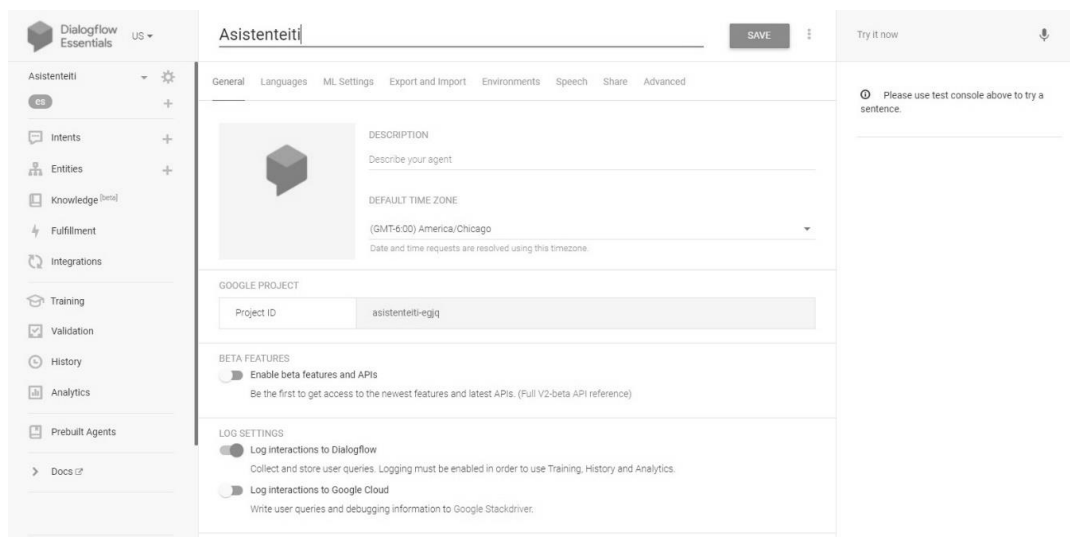 Dialogflow
Essentials
US
Asistenteiti
es
Intents
Entities
Knowledge [beta]
Fulfillment
Integrations
Training
Validation
History
Analytics
Prebuilt Agents
Docs
Asistenteiti
SAVE
General Languages ML Settings Export and Import Environments Speech Share Advanced
DESCRIPTION
Describe your agent
DEFAULT TIME ZONE
(GMT-6:00) America/Chicago
Date and time requests are resolved using this timezone.
GOOGLE PROJECT
Project ID asistenteiti-egjq
BETA FEATURES
Enable beta features and APIs
Be the first to get access to the newest features and latest APIs. (Full V2-beta API reference)
LOG SETTINGS
Log interactions to Dialogflow
Collect and store user queries. Logging must be enabled in order to use Training, History and Analytics.
Log interactions to Google Cloud
Write user queries and debugging information to Google Stackdriver.
Try it now
Please use test console above to try a
sentence.